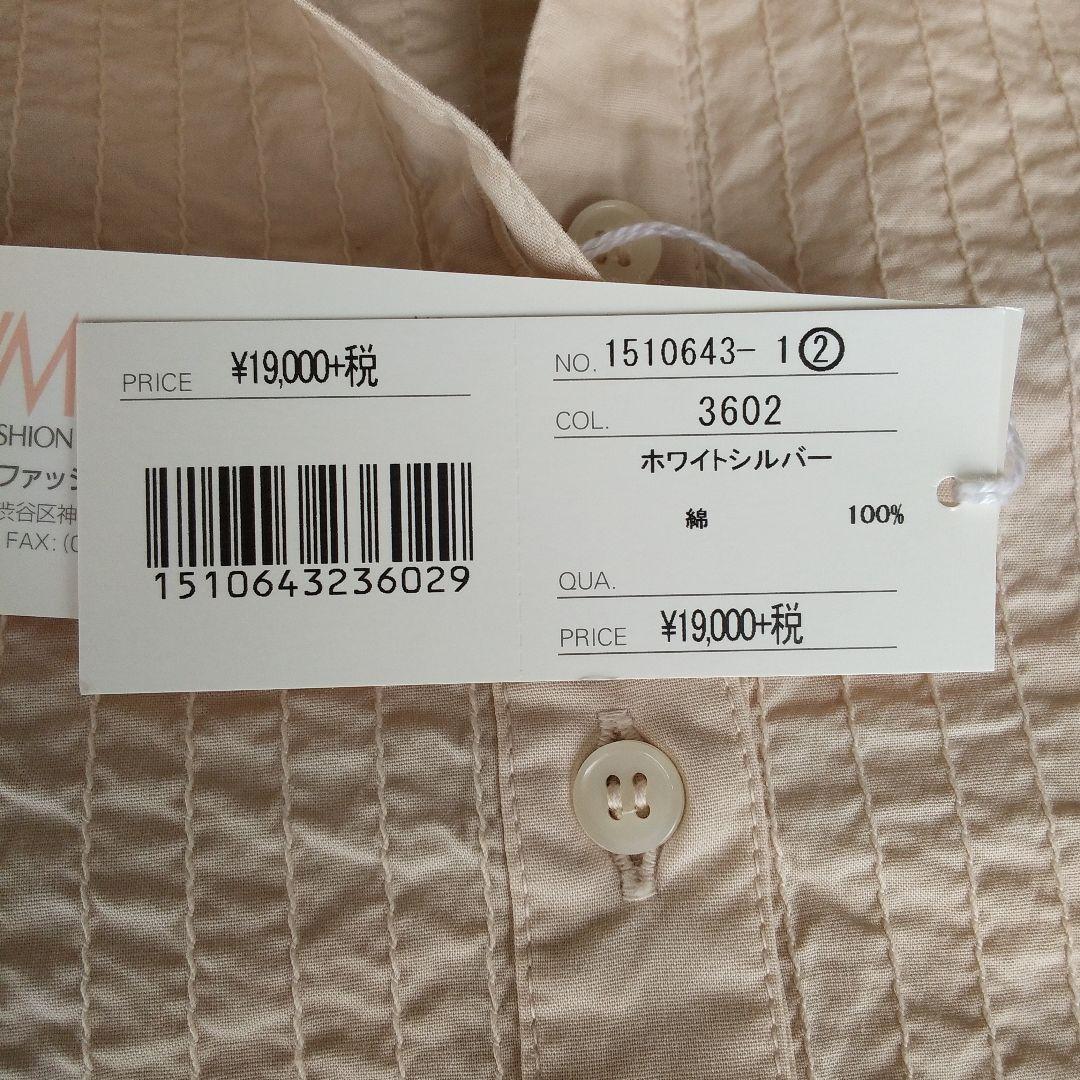 M
SHION
ファッシ
渋谷区神
FAX: (0
PRICE ¥19,000+税
1510643236029
NO. 1510643- 1②
COL. 3602
ホワイトシルバー
綿 100%
QUA.
PRICE ¥19,000+税